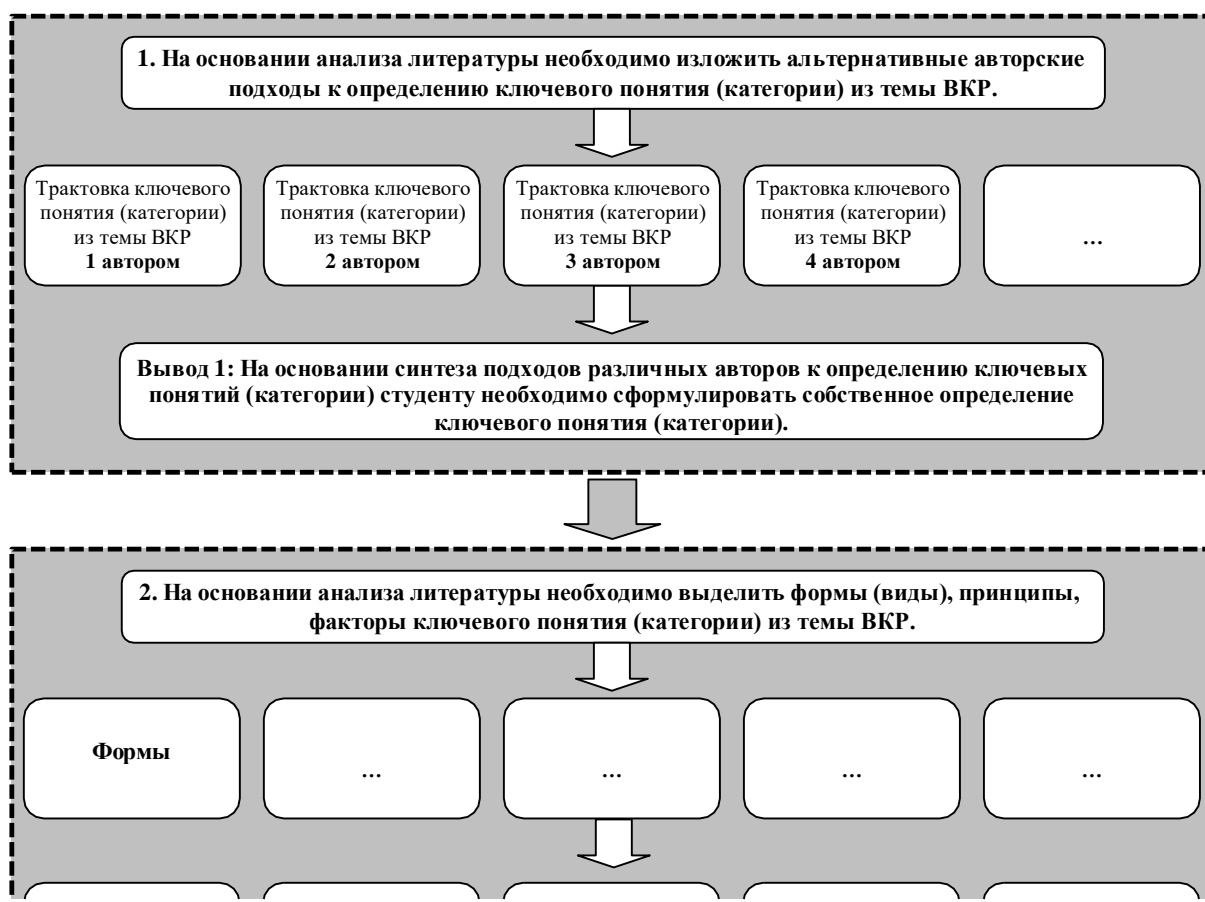 1. На основании анализа литературы необходимо изложить альтернативные авторские
подходы к определению ключевого понятия (категории) из темы ВКР.
Трактовка ключевого
понятия (категории)
из темы ВКР
1 автором
Трактовка ключевого
понятия (категории)
из темы ВКР
2 автором
Трактовка ключевого
понятия (категории)
из темы ВКР
3 автором
Трактовка ключевого
понятия (категории)
из темы ВКР
4 автором
...
Вывод 1: На основании синтеза подходов различных авторов к определению ключевых
понятий (категории) студенту необходимо сформулировать собственное определение
ключевого понятия (категории).
2. На основании анализа литературы необходимо выделить формы (виды), принципы,
факторы ключевого понятия (категории) из темы ВКР.
Формы
...
...
...
...